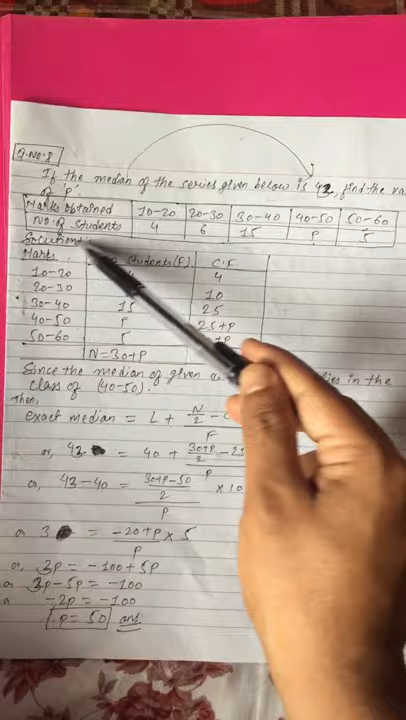 Q.No:8
If the median of the series given below is 42, find the va
of 'p'.
Marks obtained 10-20 20-30 30-40 40-50 50-60
No. of Students 4 6 15 P 5
Solution:
Marks Students (f) C.F
10-20 4
20-30 10
30-40 15 25
40-50 P 25+P
50-60 5 +P
N=30+P
Since the median of given lies in the
class of (40-50).
Then,
exact median = L + N/2 - C
F
or, 42 = 40 + 30+P/2 - 25
P
or, 43-40 = 30+P-50/2 × 10
P
or 3 = -20+P × 5
P
or, 3P = -100+5P
or 3P-5P = -100
-2P = -100
∴ P = 50 ans